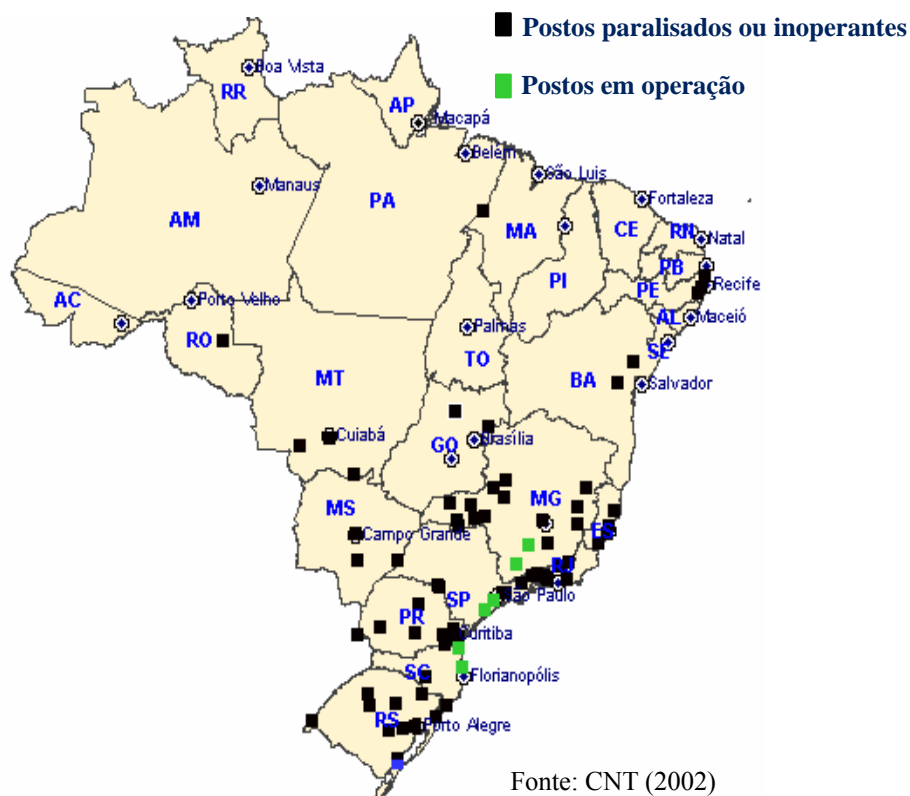 Postos paralisados ou inoperantes
Postos em operação
Boa Vista
RR
AP
Macapá
Belém
São Luis
Manaus
Fortaleza
PA
AM
MA
CE
RN
Natal
PB
PI
PE
Recife
AC
Porto Velho
AL
Maceió
Palmas
RO
SE
TO
MT
BA
Salvador
Cuiabá
Brasília
GO
MG
MS
ES
Campo Grande
RJ
SP
São Paulo
PR
Curitiba
SC
Florianopólis
RS
Porto Alegre
Fonte: CNT (2002)